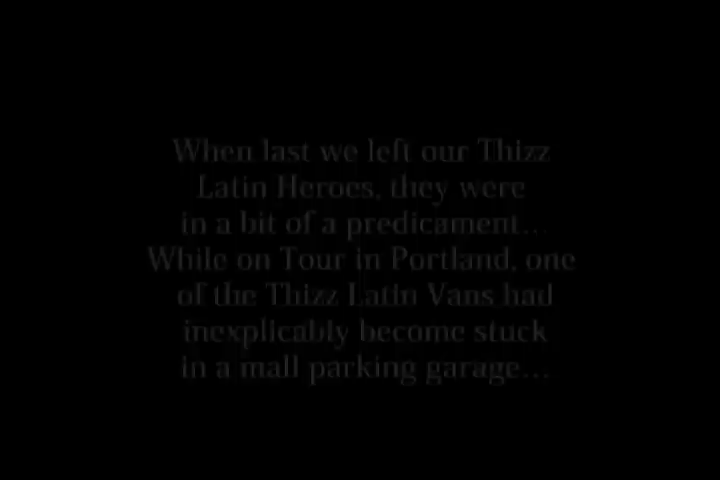 When last we left our Thizz
Latin Heroes, they were
in a bit of a predicament...
While on Tour in Portland, one
of the Thizz Latin Vans had
inexplicably become stuck
in a mall parking garage...